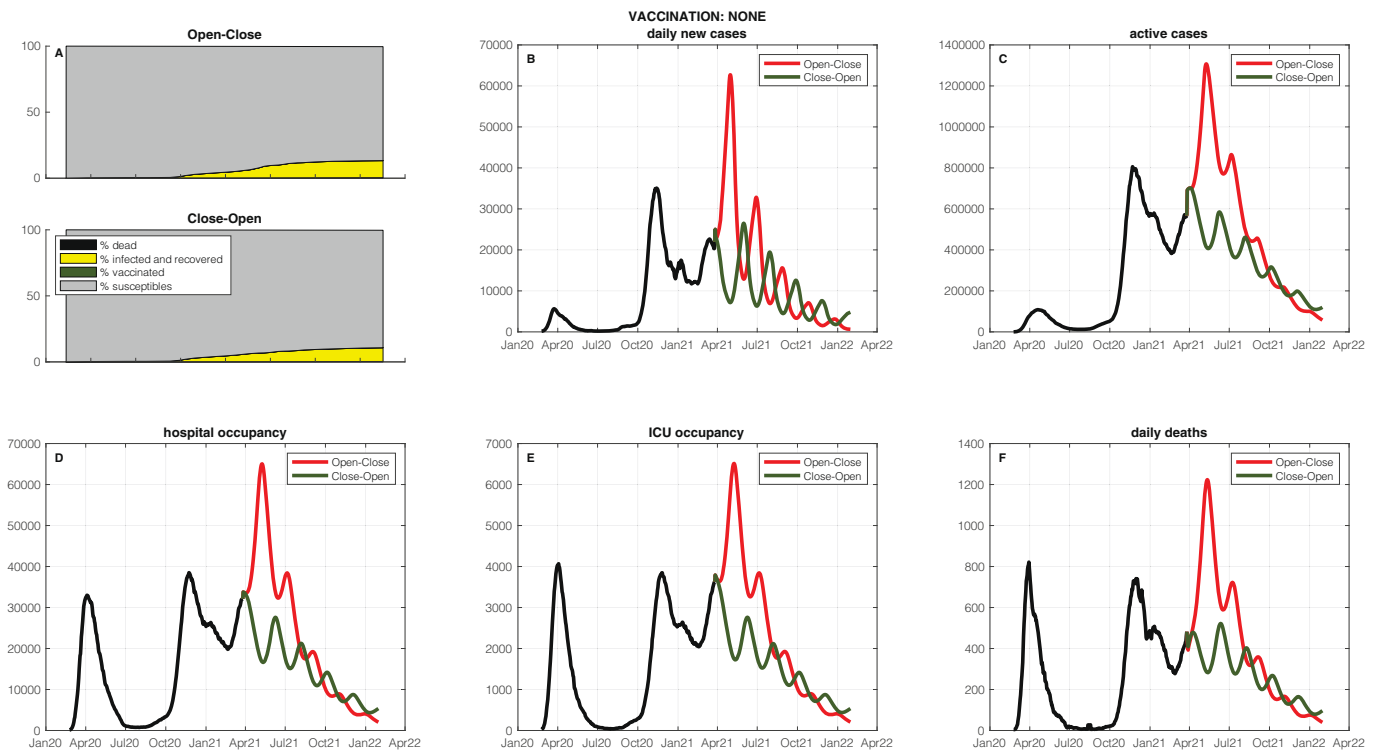 VACCINATION: NONE
Open-Close
A
100
50
0
Close-Open
100
50
0
% dead
% infected and recovered
% vaccinated
% susceptibles
daily new cases
B
70000
60000
50000
40000
30000
20000
10000
0
Open-Close
Close-Open
Jan20 Apr20 Jul20 Oct20 Jan21 Apr21 Jul21 Oct21 Jan22 Apr22
active cases
C
1400000
1200000
1000000
800000
600000
400000
200000
0
Open-Close
Close-Open
Jan20 Apr20 Jul20 Oct20 Jan21 Apr21 Jul21 Oct21 Jan22 Apr22
hospital occupancy
D
70000
60000
50000
40000
30000
20000
10000
0
Open-Close
Close-Open
Jan20 Apr20 Jul20 Oct20 Jan21 Apr21 Jul21 Oct21 Jan22 Apr22
ICU occupancy
E
7000
6000
5000
4000
3000
2000
1000
0
Open-Close
Close-Open
Jan20 Apr20 Jul20 Oct20 Jan21 Apr21 Jul21 Oct21 Jan22 Apr22
daily deaths
F
1400
1200
1000
800
600
400
200
0
Open-Close
Close-Open
Jan20 Apr20 Jul20 Oct20 Jan21 Apr21 Jul21 Oct21 Jan22 Apr22